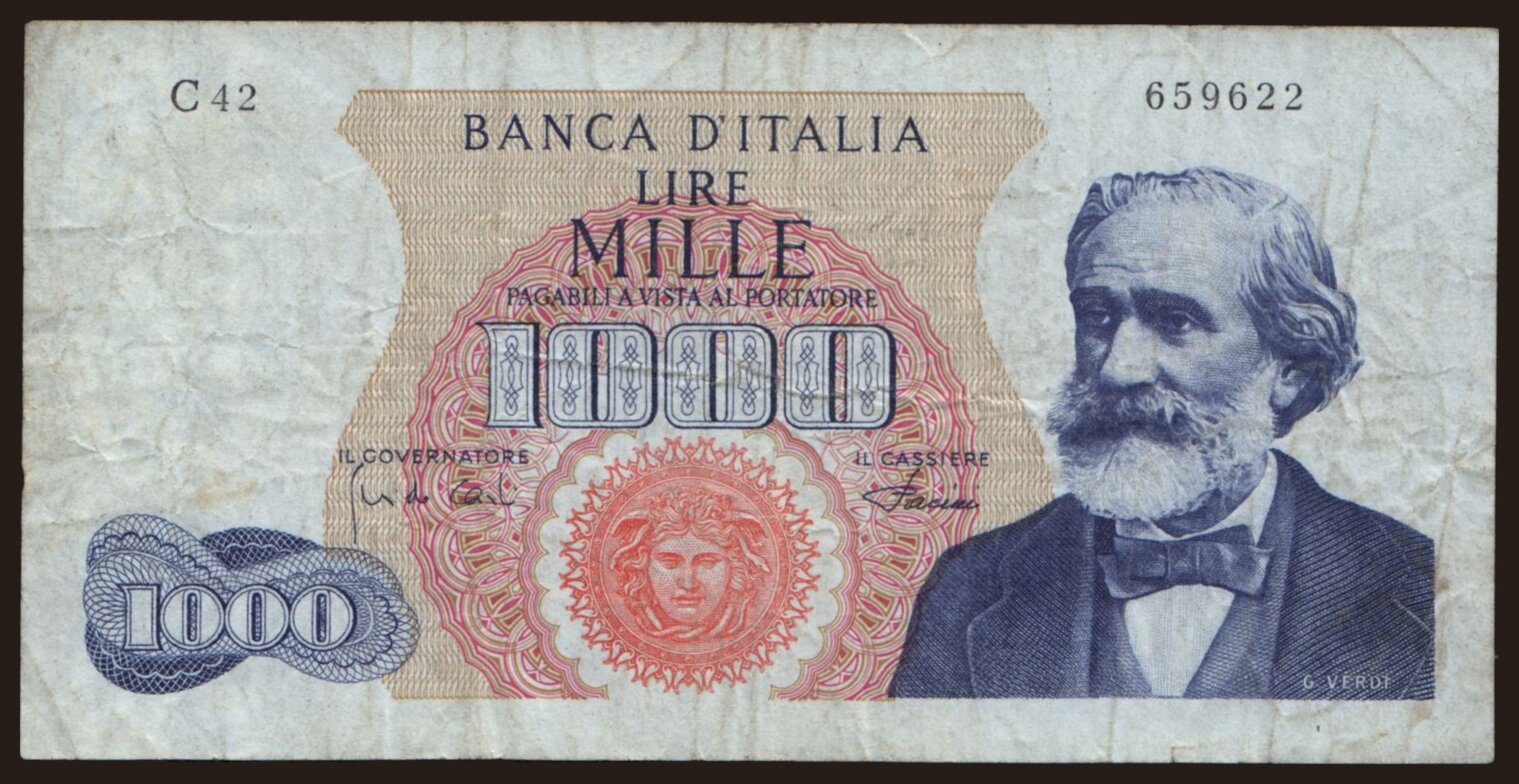 C 42
659622
BANCA D'ITALIA
LIRE
MILLE
PAGABILI A VISTA AL PORTATORE
1000
IL GOVERNATORE
IL CASSIERE
1000
G. VERDI